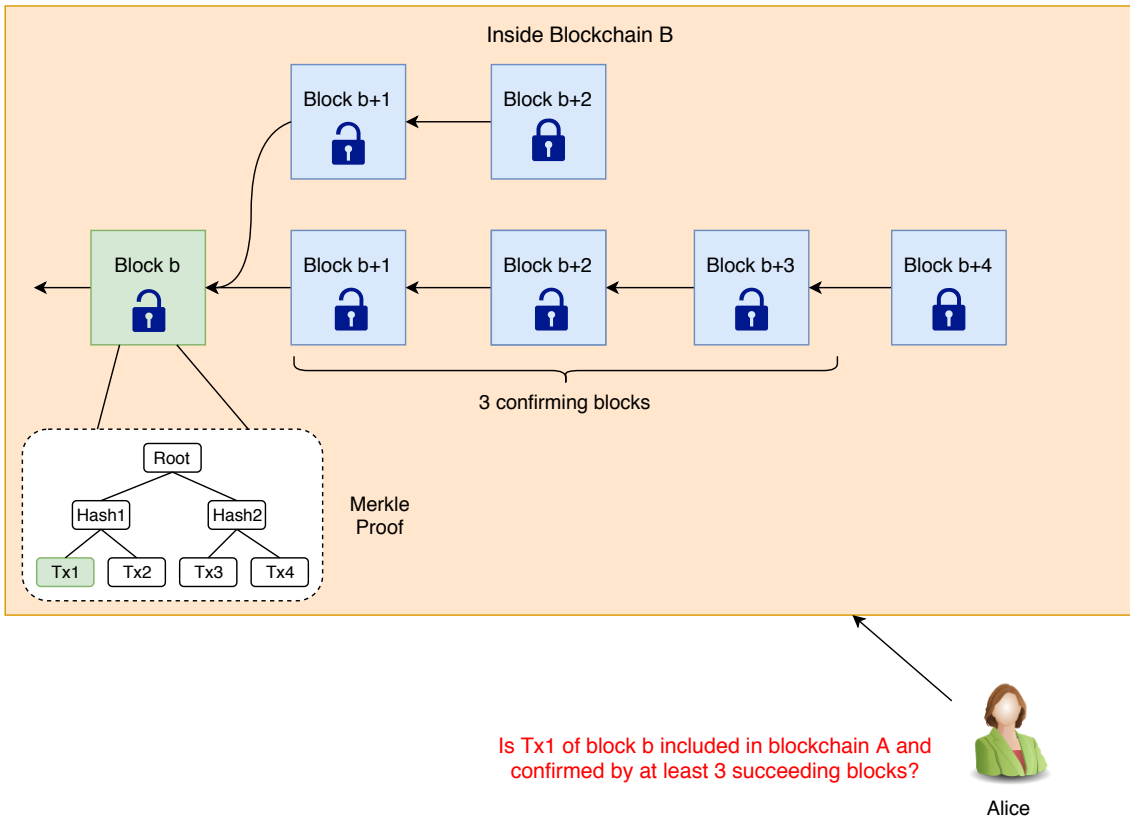 Inside Blockchain B
Block b+1
Block b+2
Block b
Block b+1
Block b+2
Block b+3
Block b+4
3 confirming blocks
Root
Hash1
Hash2
Tx1
Tx2
Tx3
Tx4
Merkle
Proof
Is Tx1 of block b included in blockchain A and
confirmed by at least 3 succeeding blocks?
Alice